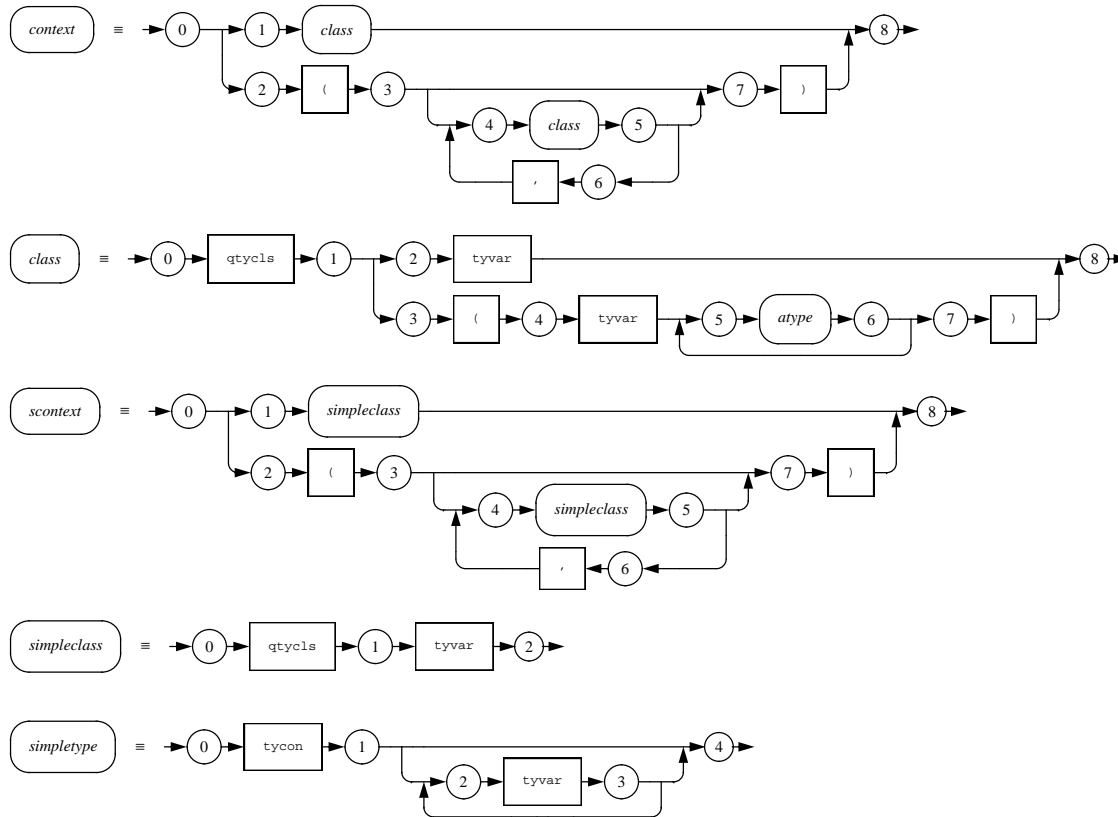 context ≡ 0 1 class 8
2 ( 3 7 )
4 class 5
, 6
class ≡ 0 qtycls 1 2 tyvar 8
3 ( 4 tyvar 5 atype 6 7 )
scontext ≡ 0 1 simpleclass 8
2 ( 3 7 )
4 simpleclass 5
, 6
simpleclass ≡ 0 qtycls 1 tyvar 2
simpletype ≡ 0 tycon 1 4
2 tyvar 3